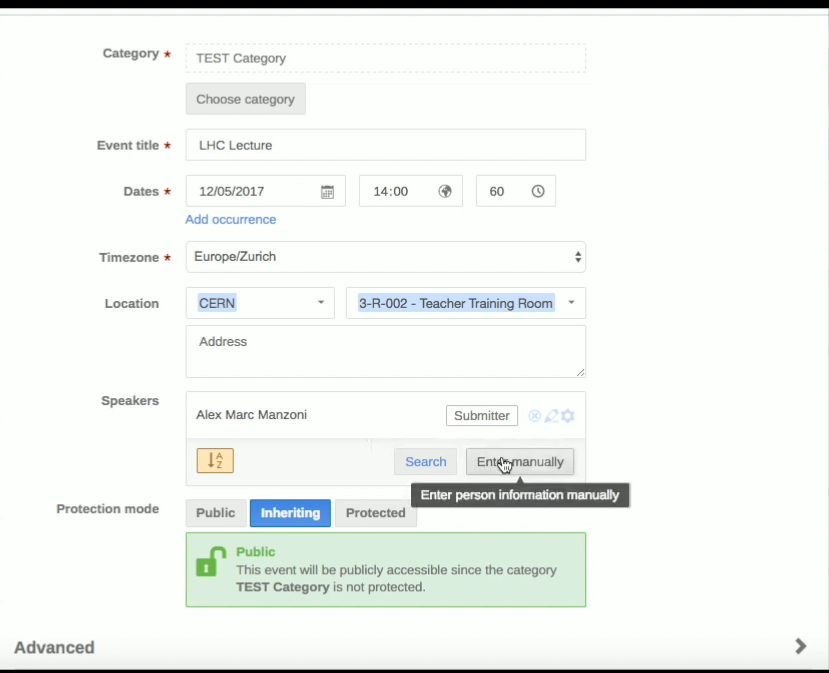 Category *
TEST Category
Choose category
Event title *
LHC Lecture
Dates *
12/05/2017
14:00
60
Add occurrence
Timezone *
Europe/Zurich
Location
CERN
3-R-002 - Teacher Training Room
Address
Speakers
Alex Marc Manzoni
Submitter
A
Z
Search
Enter manually
Enter person information manually
Protection mode
Public
Inheriting
Protected
Public
This event will be publicly accessible since the category
TEST Category is not protected.
Advanced